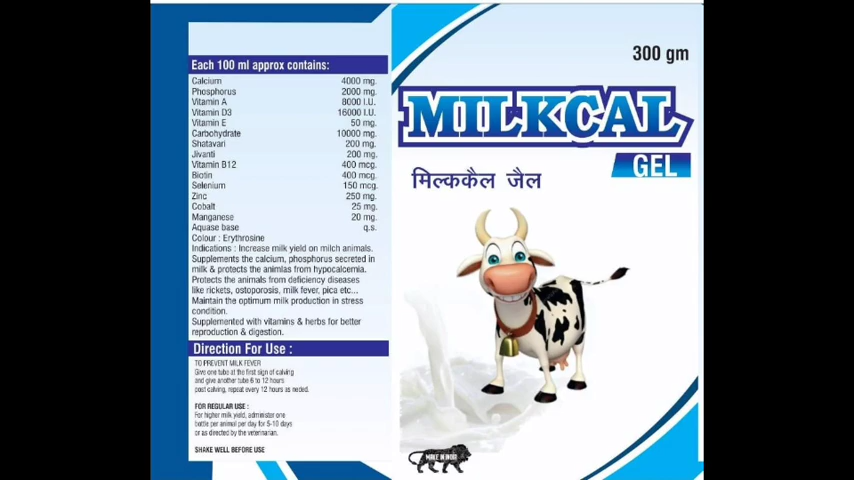 Each 100 ml approx contains:
Calcium 4000 mg.
Phosphorus 2000 mg.
Vitamin A 8000 I.U.
Vitamin D3 16000 I.U.
Vitamin E 50 mg.
Carbohydrate 10000 mg.
Shatavari 200 mg.
Jivanti 200 mg.
Vitamin B12 400 mcg.
Biotin 400 mcg.
Selenium 150 mcg.
Zinc 250 mg.
Cobalt 25 mg.
Manganese 20 mg.
Aquase base q.s.
Colour : Erythrosine
Indications : Increase milk yield on milch animals.
Supplements the calcium, phosphorus secreted in
milk & protects the animlas from hypocalcemia.
Protects the animals from deficiency diseases
like rickets, ostoporosis, milk fever, pica etc...
Maintain the optimum milk production in stress
condition.
Supplemented with vitamins & herbs for better
reproduction & digestion.
Direction For Use :
TO PREVENT MILK FEVER
Give one tube at the first sign of calving
and give another tube 6 to 12 hours
post calving, repeat every 12 hours as needed.
FOR REGULAR USE :
For higher milk yield, administer one
bottle per animal per day for 5-10 days
or as directed by the veterinarian.
SHAKE WELL BEFORE USE
300 gm
MILKCAL
GEL
मिल्ककैल जैल
MAKE IN INDIA